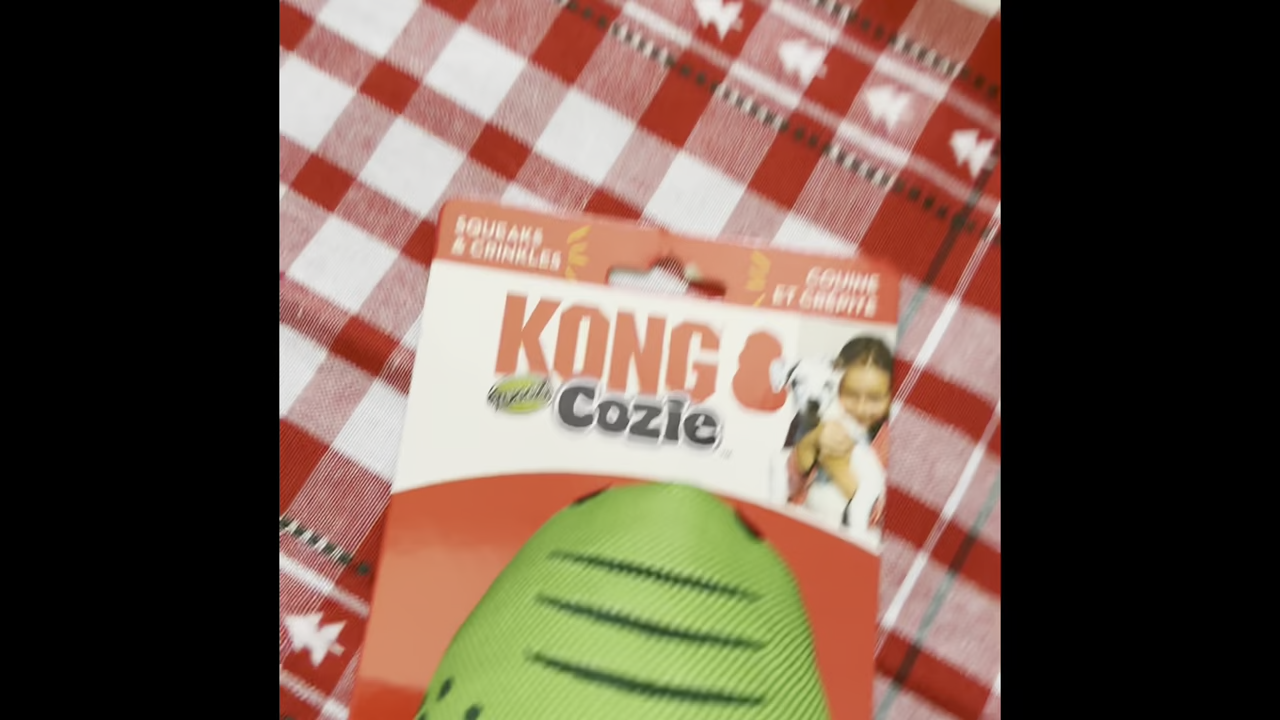 SQUEAKS
& CRINKLES
COUINE
ET CRÉPITE
KONG
Cozie